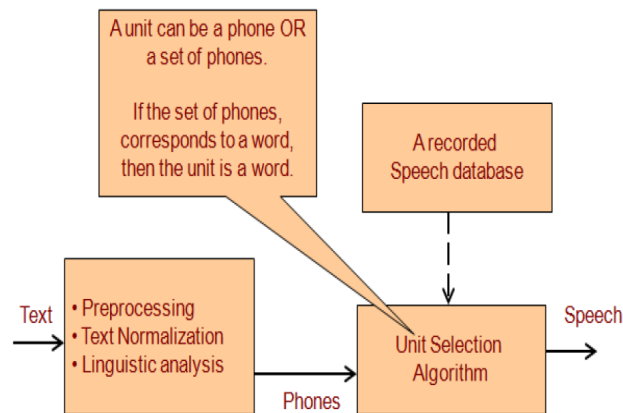 A unit can be a phone OR
a set of phones.
If the set of phones,
corresponds to a word,
then the unit is a word.
A recorded
Speech database
Text
• Preprocessing
• Text Normalization
• Linguistic analysis
Phones
Unit Selection
Algorithm
Speech